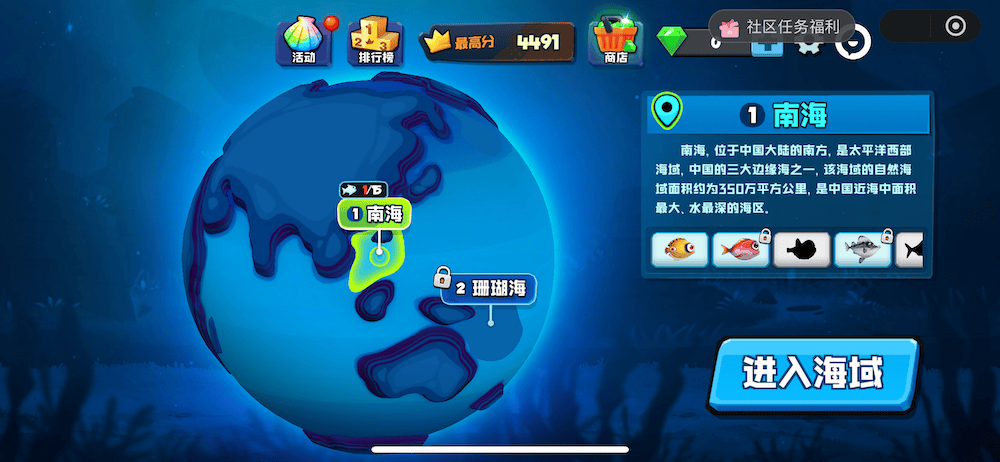 活动
2 1 3
排行榜
最高分 4491
商店
社区任务福利
1 南海
南海, 位于中国大陆的南方, 是太平洋西部
海域, 中国的三大边缘海之一, 该海域的自然海
域面积约为350万平方公里, 是中国近海中面积
最大、水最深的海区。
1/15
1 南海
2 珊瑚海
进入海域